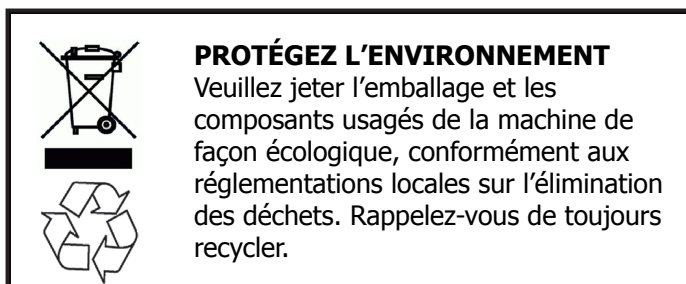 PROTÉGEZ L’ENVIRONNEMENT
Veuillez jeter l’emballage et les
composants usagés de la machine de
façon écologique, conformément aux
réglementations locales sur l’élimination
des déchets. Rappelez-vous de toujours
recycler.